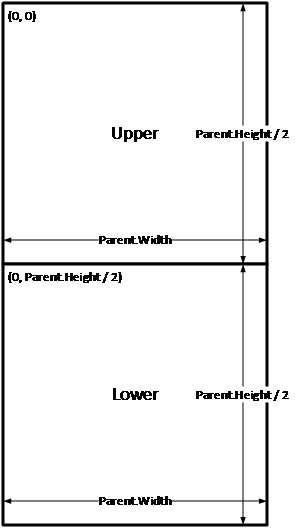 (0, 0)
Upper
Parent.Height / 2
Parent.Width
(0, Parent.Height / 2)
Lower
Parent.Height / 2
Parent.Width